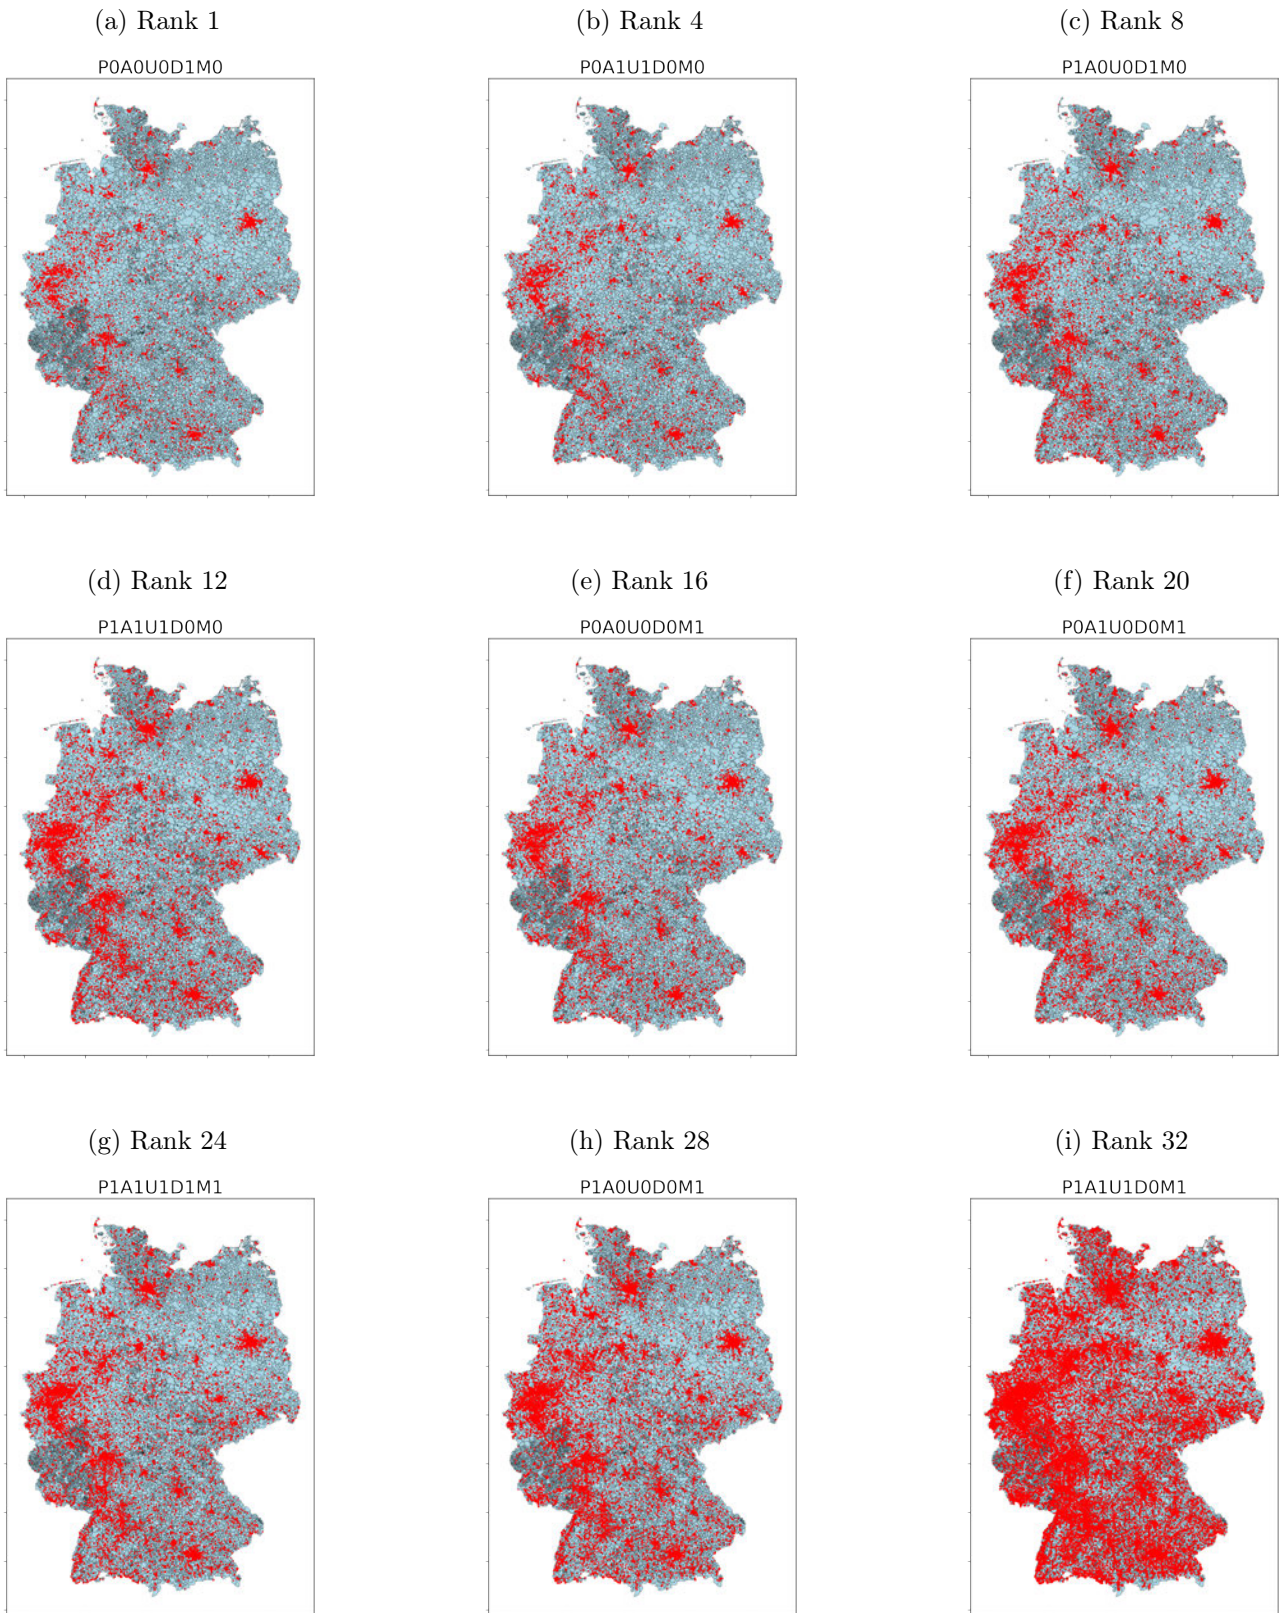 (a) Rank 1
(b) Rank 4
(c) Rank 8
P0A0U0D1M0
P0A1U1D0M0
P1A0U0D1M0
(d) Rank 12
(e) Rank 16
(f) Rank 20
P1A1U1D0M0
P0A0U0D0M1
P0A1U0D0M1
(g) Rank 24
(h) Rank 28
(i) Rank 32
P1A1U1D1M1
P1A0U0D0M1
P1A1U1D0M1